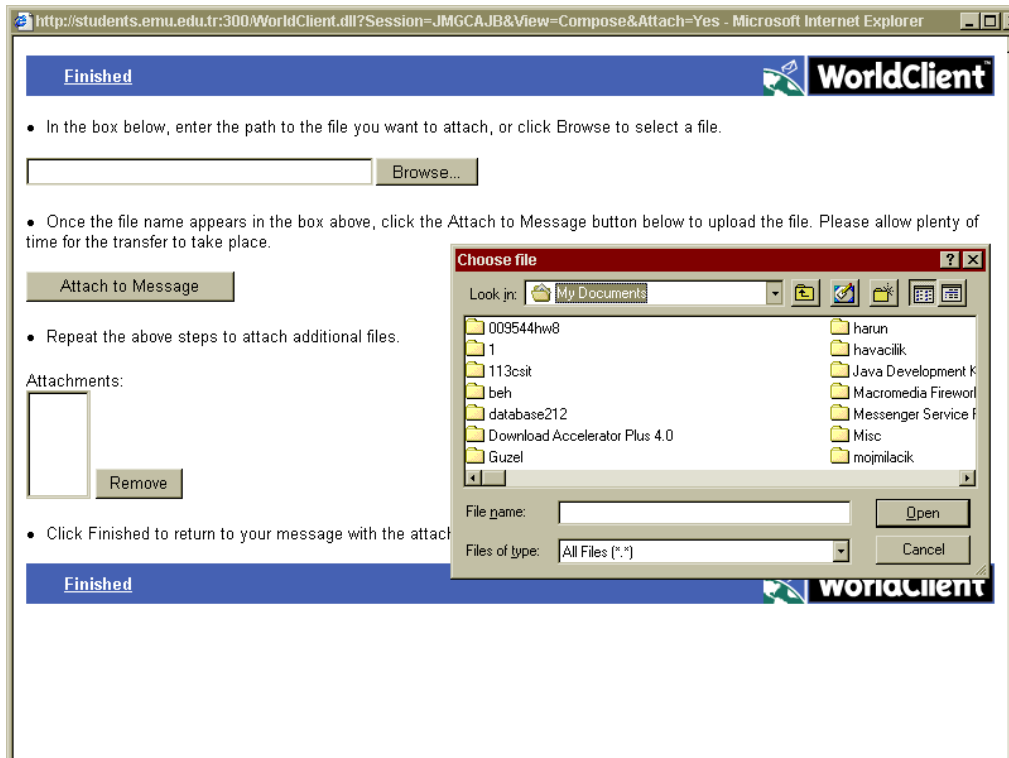 http://students.emu.edu.tr:300/WorldClient.dll?Session=JMGCAJB&View=Compose&Attach=Yes - Microsoft Internet Explorer
Finished
WorldClient™
• In the box below, enter the path to the file you want to attach, or click Browse to select a file.
Browse...
• Once the file name appears in the box above, click the Attach to Message button below to upload the file. Please allow plenty of
time for the transfer to take place.
Attach to Message
• Repeat the above steps to attach additional files.
Attachments:
Remove
• Click Finished to return to your message with the attach
Finished
WorldClient
Choose file
Look in: My Documents
009544hw8
1
113csit
beh
database212
Download Accelerator Plus 4.0
Guzel
harun
havacilik
Java Development K
Macromedia Firework
Messenger Service F
Misc
mojmilacik
File name:
Open
Files of type: All Files (*.*)
Cancel